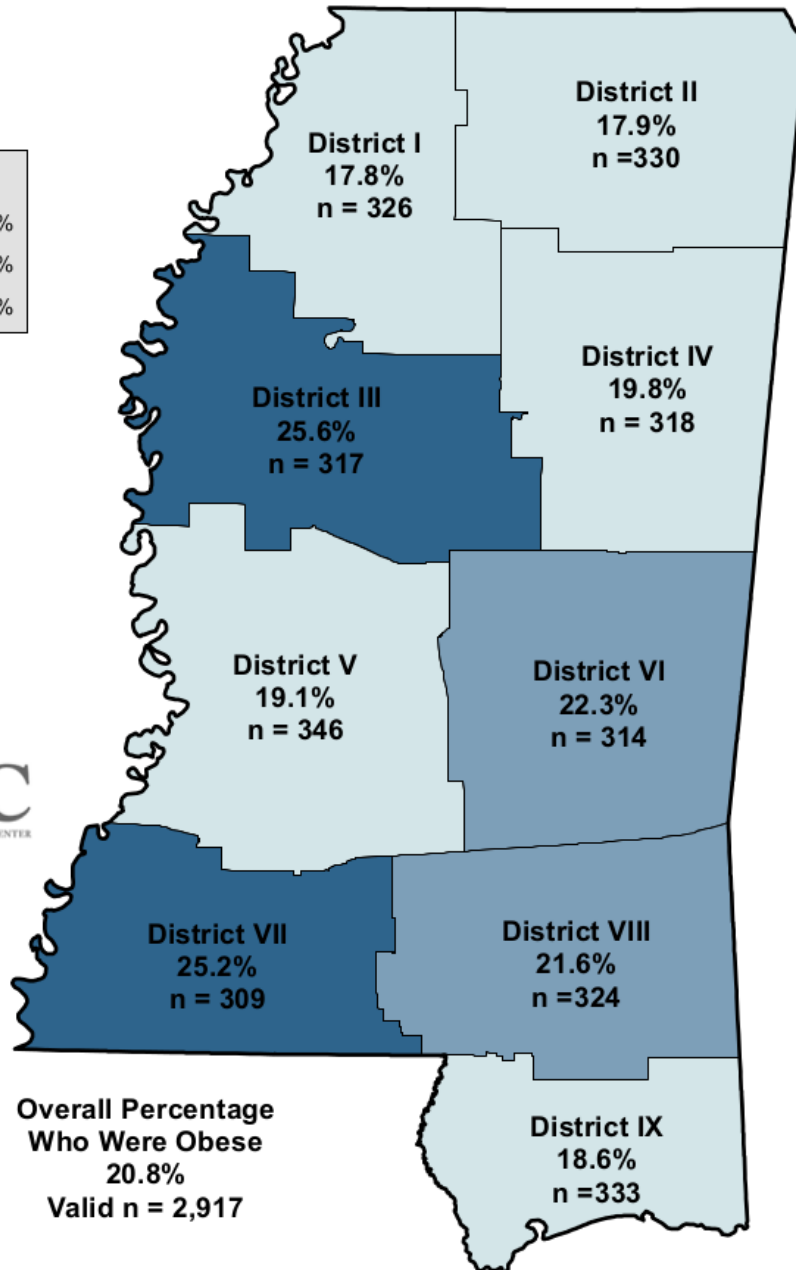 District I
17.8%
n = 326
District II
17.9%
n =330
%
%
%
District III
25.6%
n = 317
District IV
19.8%
n = 318
District V
19.1%
n = 346
District VI
22.3%
n = 314
C
ENTER
District VII
25.2%
n = 309
District VIII
21.6%
n =324
Overall Percentage
Who Were Obese
20.8%
Valid n = 2,917
District IX
18.6%
n =333